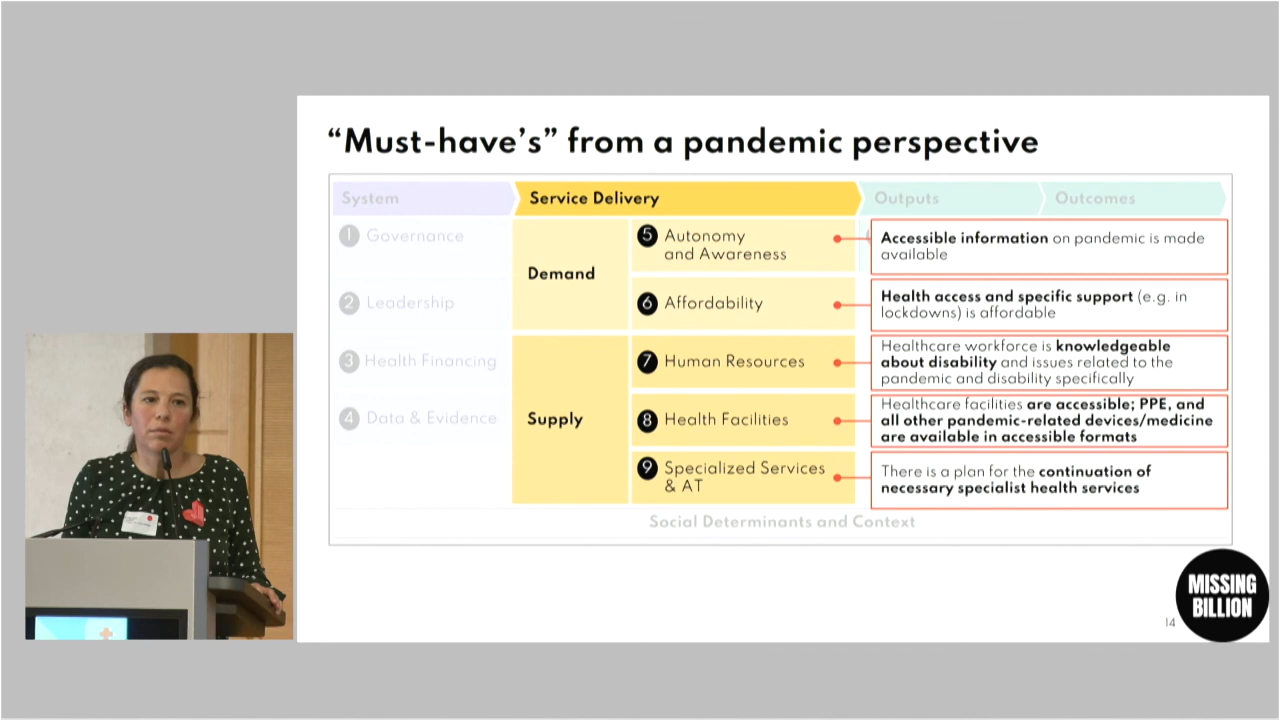 “Must-have’s” from a pandemic perspective
System
Service Delivery
Outputs
Outcomes
1 Governance
2 Leadership
3 Health Financing
4 Data & Evidence
Demand
Supply
5 Autonomy
and Awareness
6 Affordability
7 Human Resources
8 Health Facilities
9 Specialized Services
& AT
Accessible information on pandemic is made
available
Health access and specific support (e.g. in
lockdowns) is affordable
Healthcare workforce is knowledgeable
about disability and issues related to the
pandemic and disability specifically
Healthcare facilities are accessible; PPE, and
all other pandemic-related devices/medicine
are available in accessible formats
There is a plan for the continuation of
necessary specialist health services
Social Determinants and Context
MISSING
BILLION
14